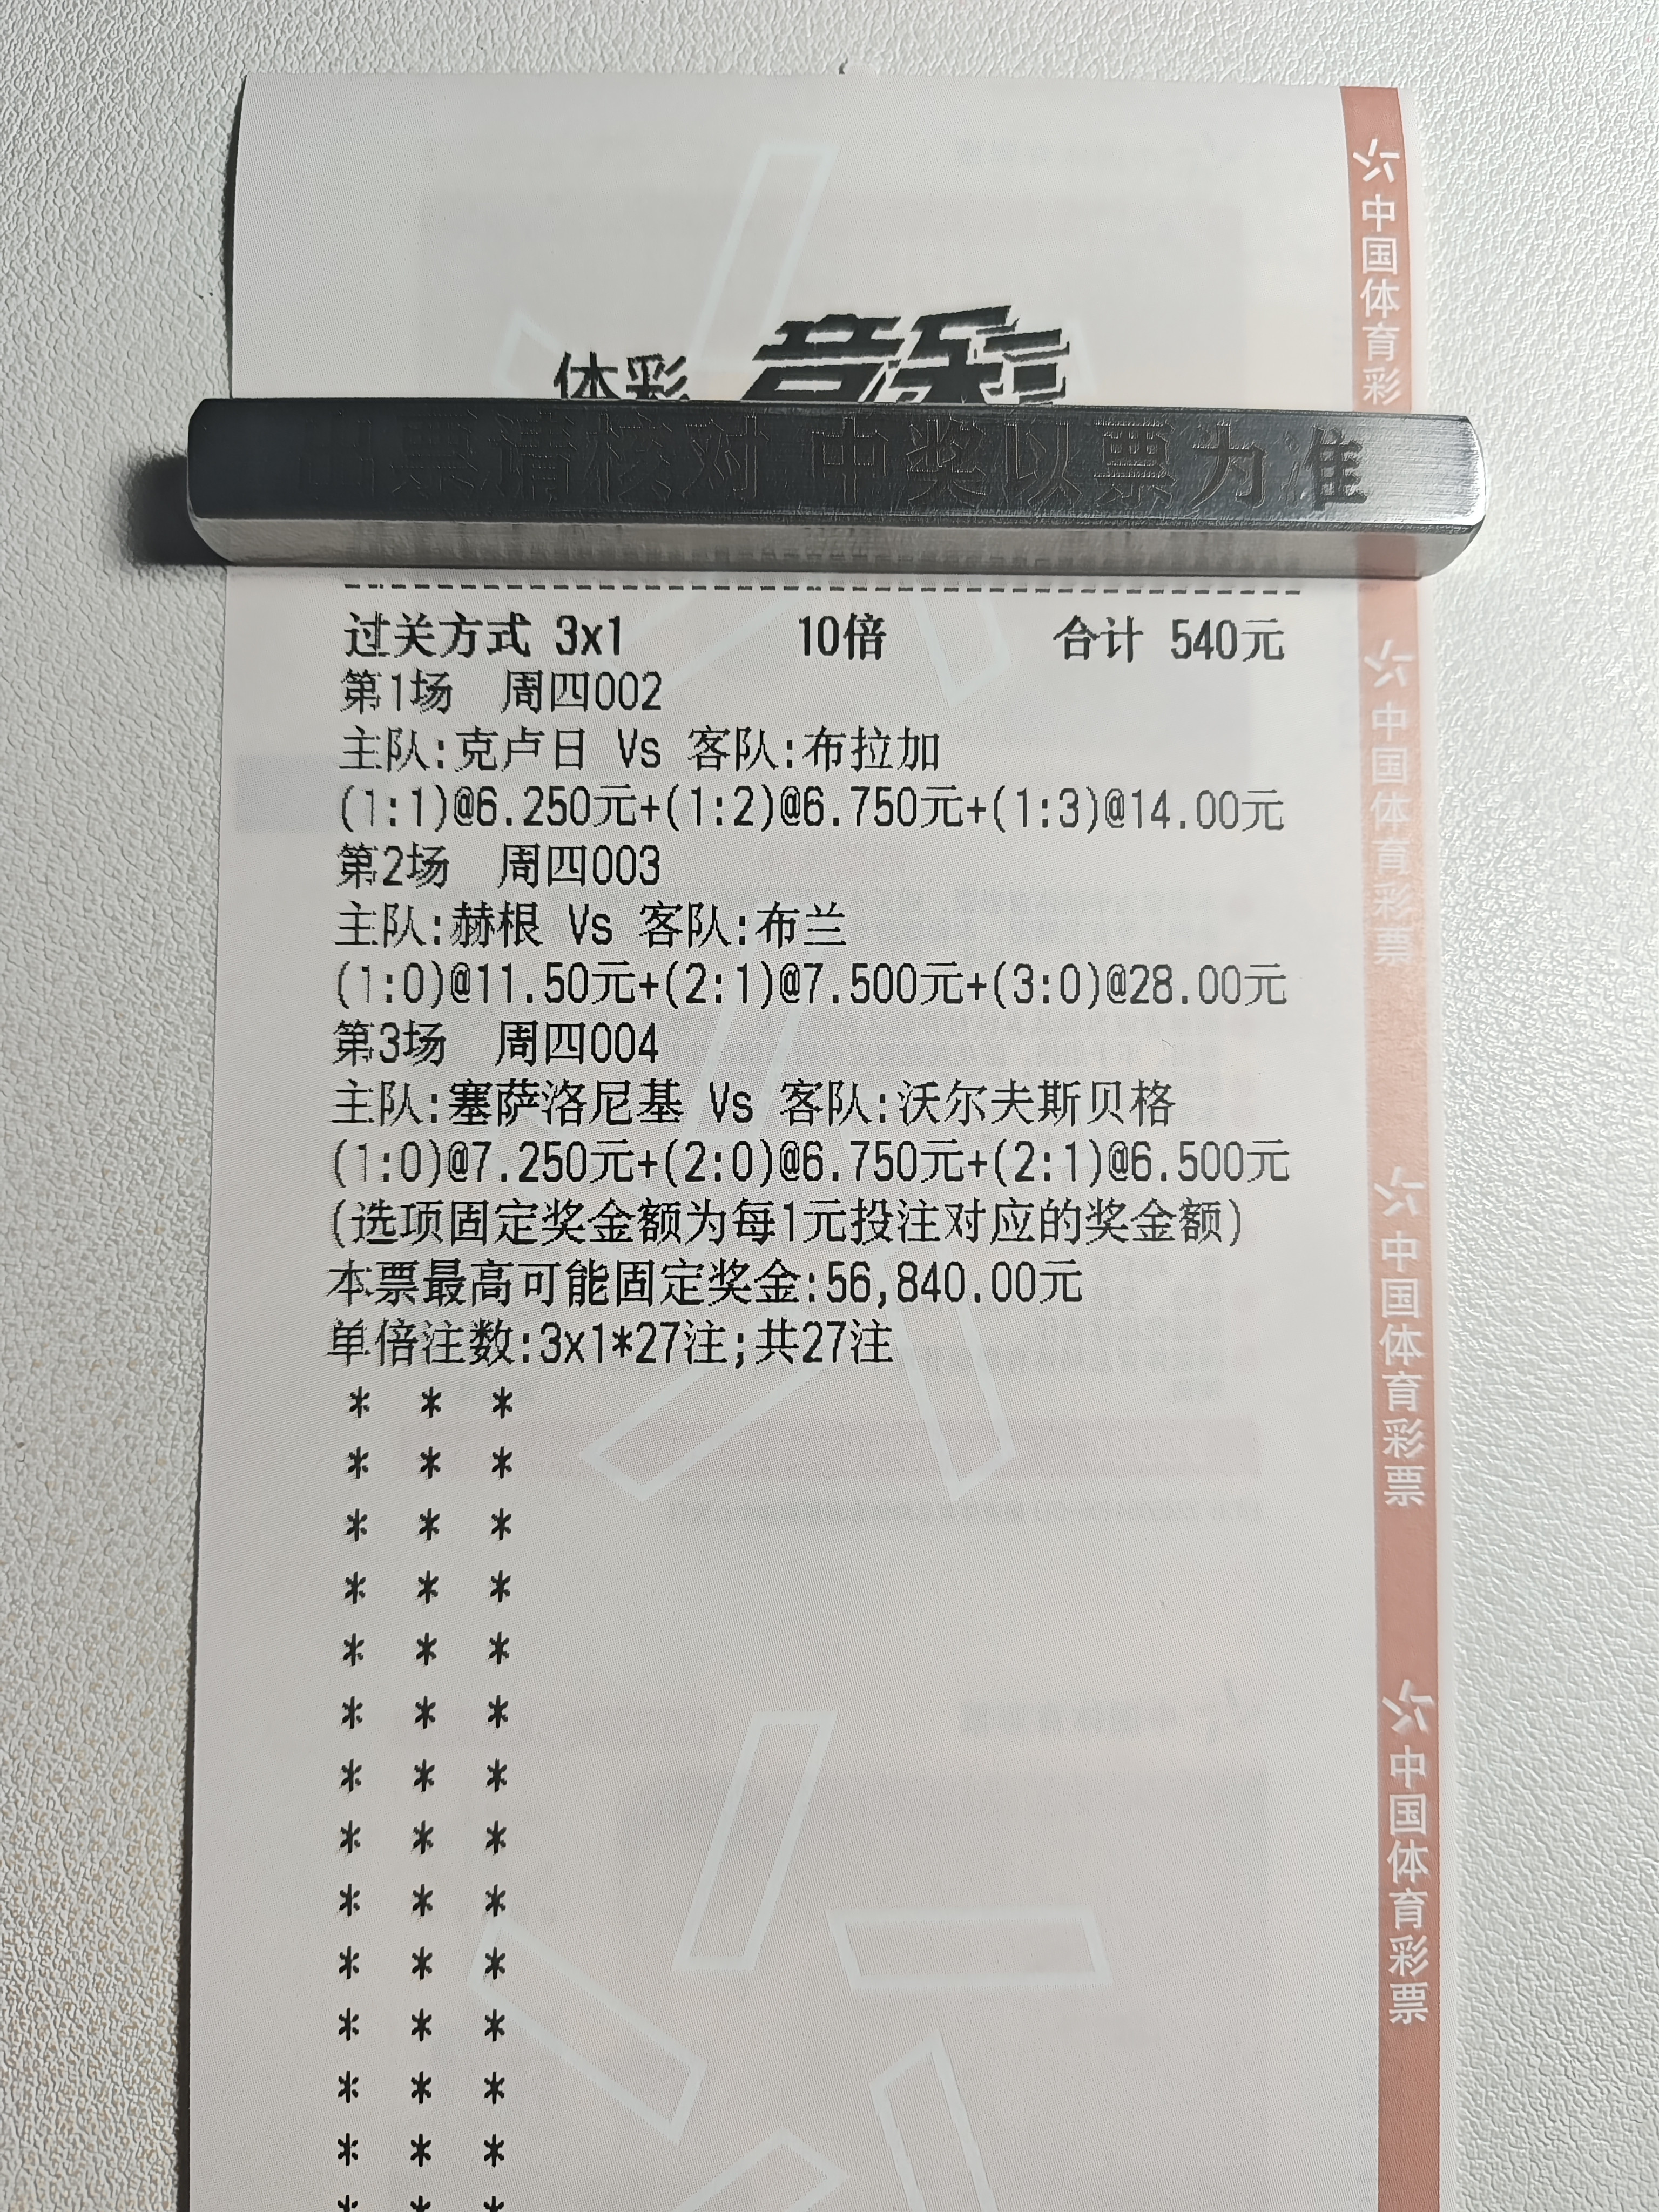 体彩 竞彩
出票请核对 中奖以票为准
过关方式 3x1 10倍 合计 540元
第1场 周四002
主队:克卢日 Vs 客队:布拉加
(1:1)@6.250元+(1:2)@6.750元+(1:3)@14.00元
第2场 周四003
主队:赫根 Vs 客队:布兰
(1:0)@11.50元+(2:1)@7.500元+(3:0)@28.00元
第3场 周四004
主队:塞萨洛尼基 Vs 客队:沃尔夫斯贝格
(1:0)@7.250元+(2:0)@6.750元+(2:1)@6.500元
(选项固定奖金额为每1元投注对应的奖金额)
本票最高可能固定奖金:56,840.00元
单倍注数:3x1*27注;共27注
* * *
* * *
* * *
* * *
* * *
* * *
* * *
* * *
* * *
* * *
* * *
* * *
* * *
* * *
中国体育彩
中国体育彩票
中国体育彩票
中国体育彩票